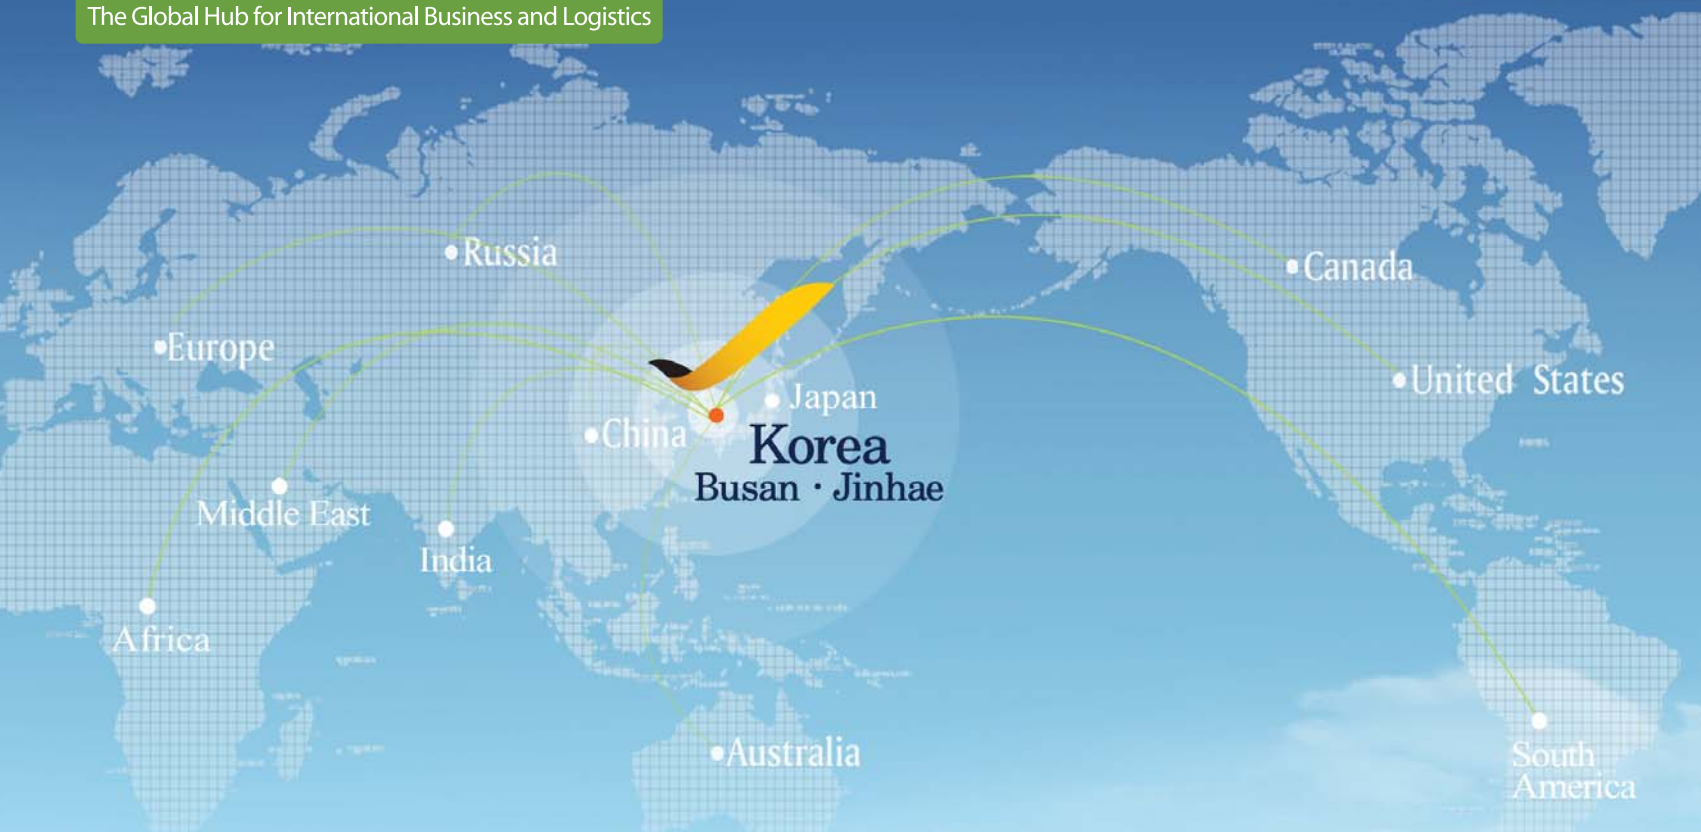 The Global Hub for International Business and Logistics
Russia
Canada
Europe
United States
Japan
China
Korea
Busan · Jinhae
Middle East
India
Africa
Australia
South
America